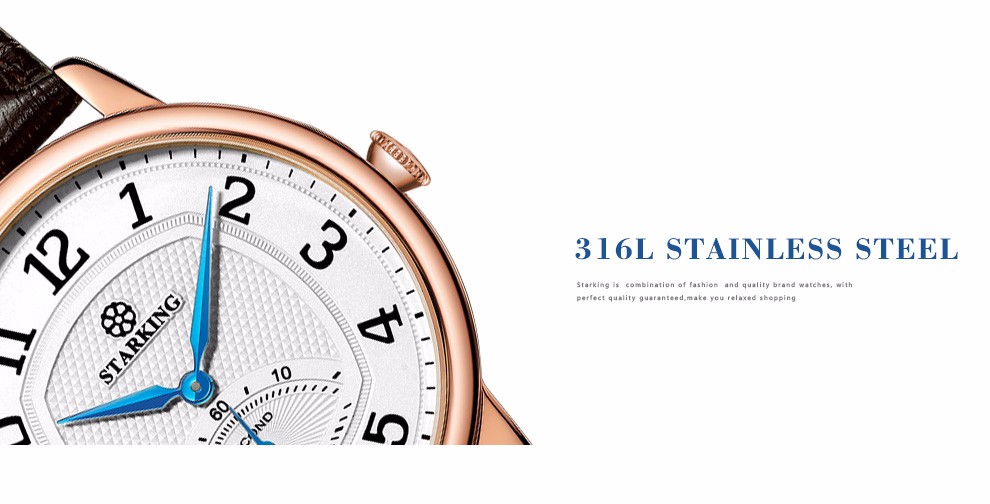 12
1
2
3
4
5
11
STARKING
10
60
COND
316L STAINLESS STEEL
Starking is combination of fashion and quality brand watches, with
perfect quality guaranteed,make you relaxed shopping